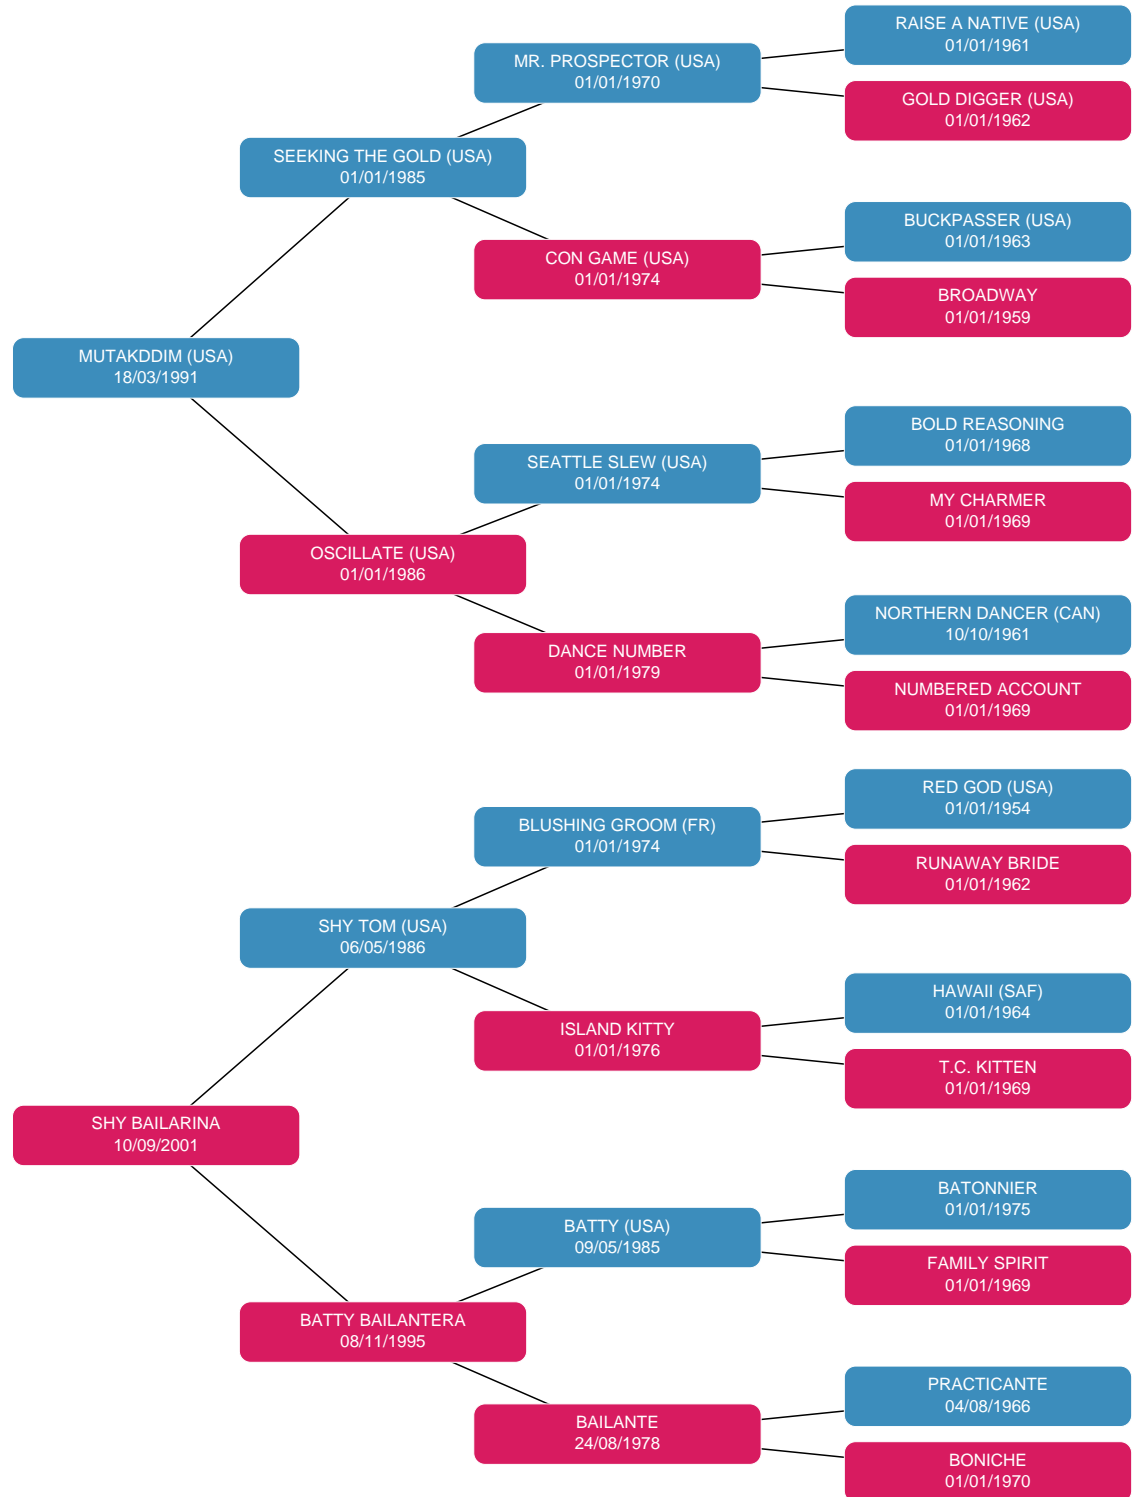 RAISE A NATIVE (USA)
01/01/1961
MR. PROSPECTOR (USA)
01/01/1970
GOLD DIGGER (USA)
01/01/1962
SEEKING THE GOLD (USA)
01/01/1985
BUCKPASSER (USA)
01/01/1963
CON GAME (USA)
01/01/1974
BROADWAY
01/01/1959
MUTAKDDIM (USA)
18/03/1991
BOLD REASONING
01/01/1968
SEATTLE SLEW (USA)
01/01/1974
MY CHARMER
01/01/1969
OSCILLATE (USA)
01/01/1986
NORTHERN DANCER (CAN)
10/10/1961
DANCE NUMBER
01/01/1979
NUMBERED ACCOUNT
01/01/1969
RED GOD (USA)
01/01/1954
BLUSHING GROOM (FR)
01/01/1974
RUNAWAY BRIDE
01/01/1962
SHY TOM (USA)
06/05/1986
HAWAII (SAF)
01/01/1964
ISLAND KITTY
01/01/1976
T.C. KITTEN
01/01/1969
SHY BAILARINA
10/09/2001
BATONNIER
01/01/1975
BATTY (USA)
09/05/1985
FAMILY SPIRIT
01/01/1969
BATTY BAILANTERA
08/11/1995
PRACTICANTE
04/08/1966
BAILANTE
24/08/1978
BONICHE
01/01/1970